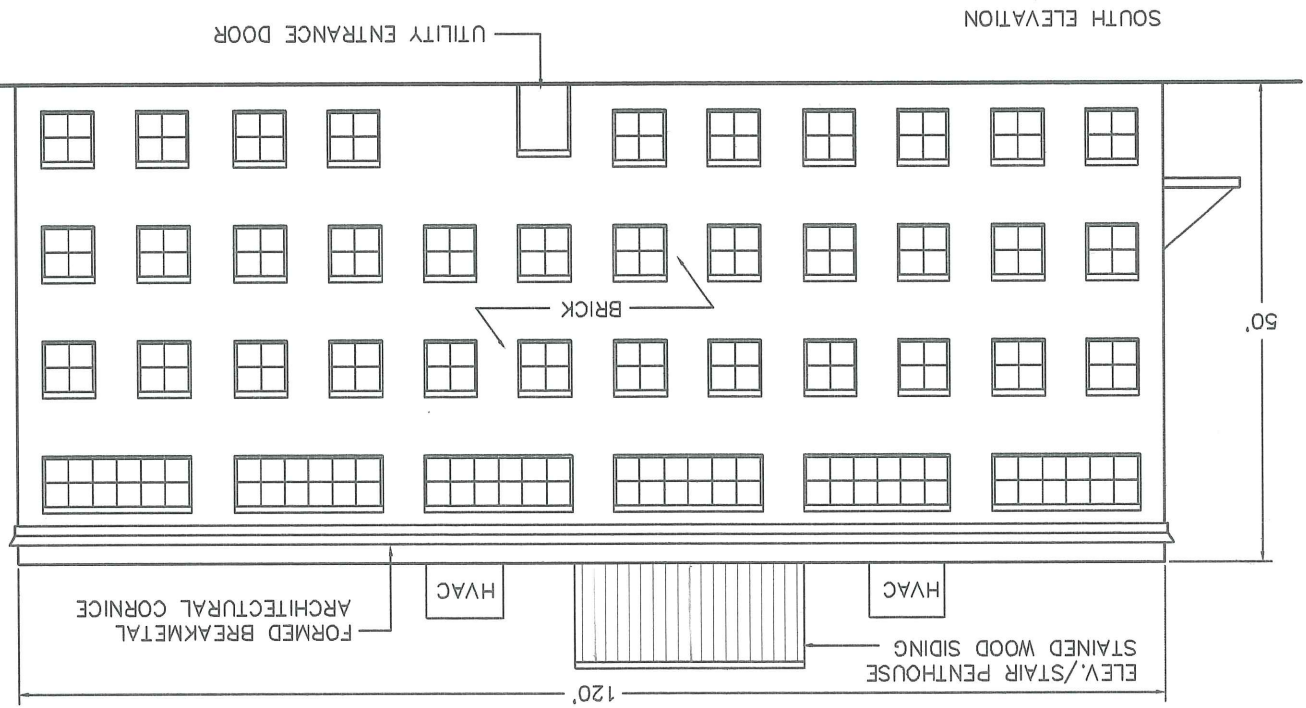 120'
ELEV./STAIR PENTHOUSE
STAINED WOOD SIDING
HVAC
HVAC
FORMED BREAKMETAL
ARCHITECTURAL CORNICE
50'
BRICK
SOUTH ELEVATION
UTILITY ENTRANCE DOOR